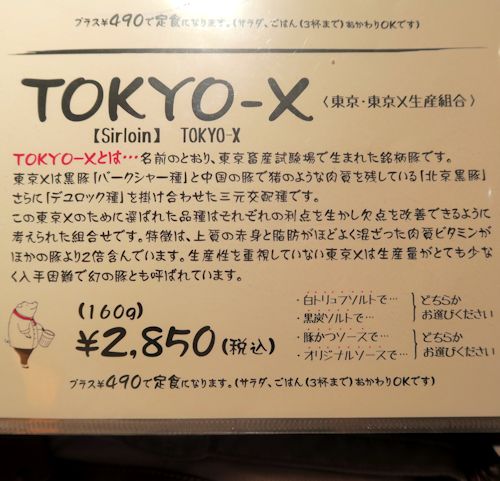 プラス¥490で定食になります。(サラダ、ごはん(3杯まで)おかわりOKです)
TOKYO-X 〈東京・東京X生産組合〉
【Sirloin】 TOKYO-X
TOKYO-Xとは…名前のとおり、東京畜産試験場で生まれた銘柄豚です。
東京Xは黒豚「バークシャー種」と中国の豚で猪のような肉質を残している「北京黒豚」
さらに「デュロック種」を掛け合わせた三元交配種です。
この東京Xのために選ばれた品種はそれぞれの利点を生かし欠点を改善できるように
考えられた組合せです。特徴は、上質の赤身と脂肪がほどよく混ざった肉質ビタミンが
ほかの豚より2倍含んでいます。生産性を重視していない東京Xは生産量がとても少な
く入手困難で幻の豚とも呼ばれています。
(160g)
¥2,850(税込)
・白トリュフソルトで…
・黒炭ソルトで…
どちらか
お選びください
・豚かつソースで…
・オリジナルソースで…
どちらか
お選びください
プラス¥490で定食になります。(サラダ、ごはん(3杯まで)おかわりOKです)